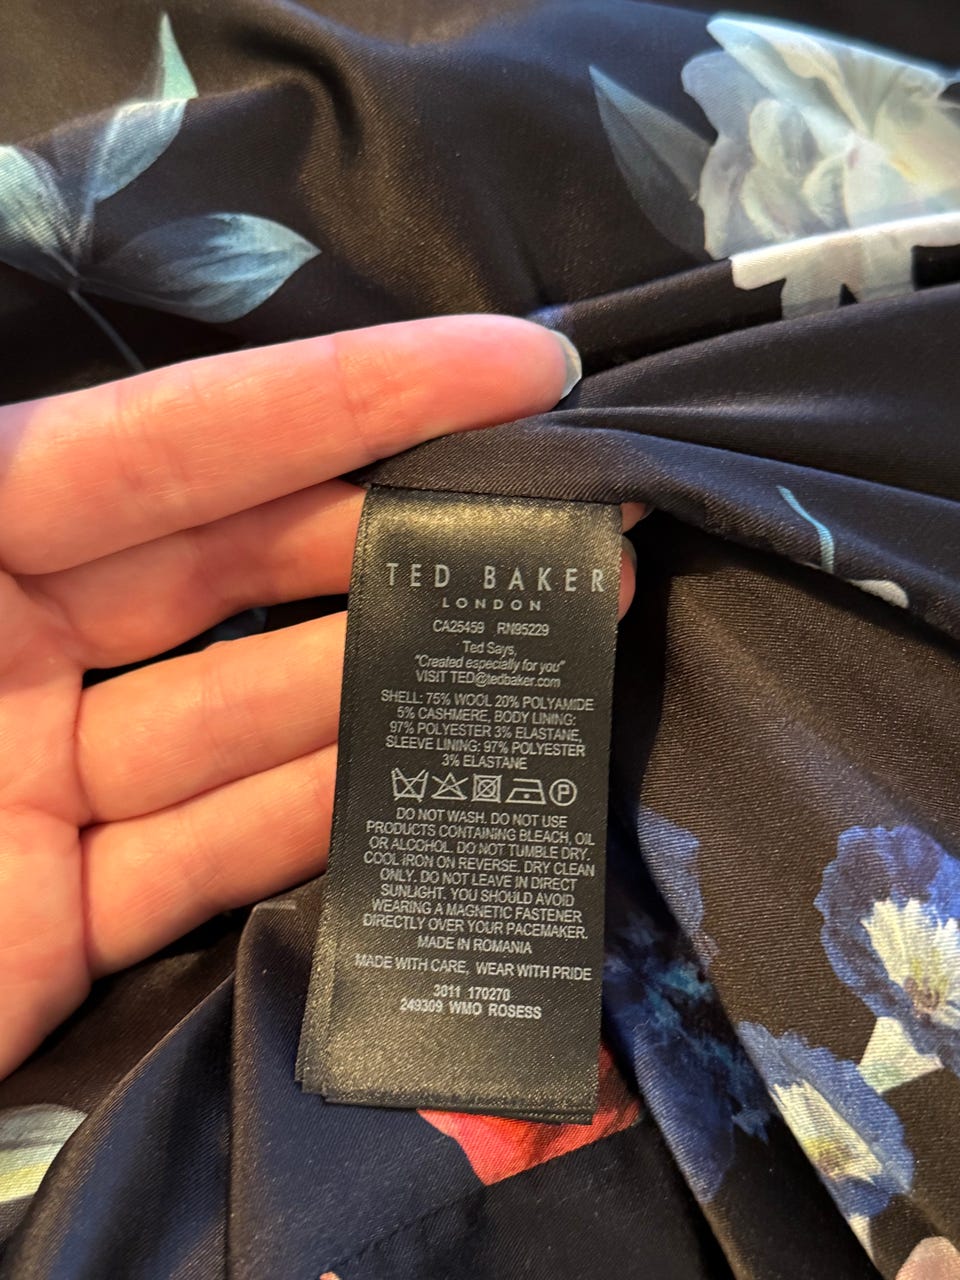 TED BAKER
LONDON
CA25459 RN95229
Ted Says,
"Created especially for you"
VISIT TED@tedbaker.com
SHELL: 75% WOOL 20% POLYAMIDE
5% CASHMERE, BODY LINING:
97% POLYESTER 3% ELASTANE,
SLEEVE LINING: 97% POLYESTER
3% ELASTANE
P
DO NOT WASH. DO NOT USE
PRODUCTS CONTAINING BLEACH, OIL
OR ALCOHOL. DO NOT TUMBLE DRY.
COOL IRON ON REVERSE. DRY CLEAN
ONLY. DO NOT LEAVE IN DIRECT
SUNLIGHT. YOU SHOULD AVOID
WEARING A MAGNETIC FASTENER
DIRECTLY OVER YOUR PACEMAKER.
MADE IN ROMANIA
MADE WITH CARE, WEAR WITH PRIDE
3011 170270
249309 WMO ROSESS